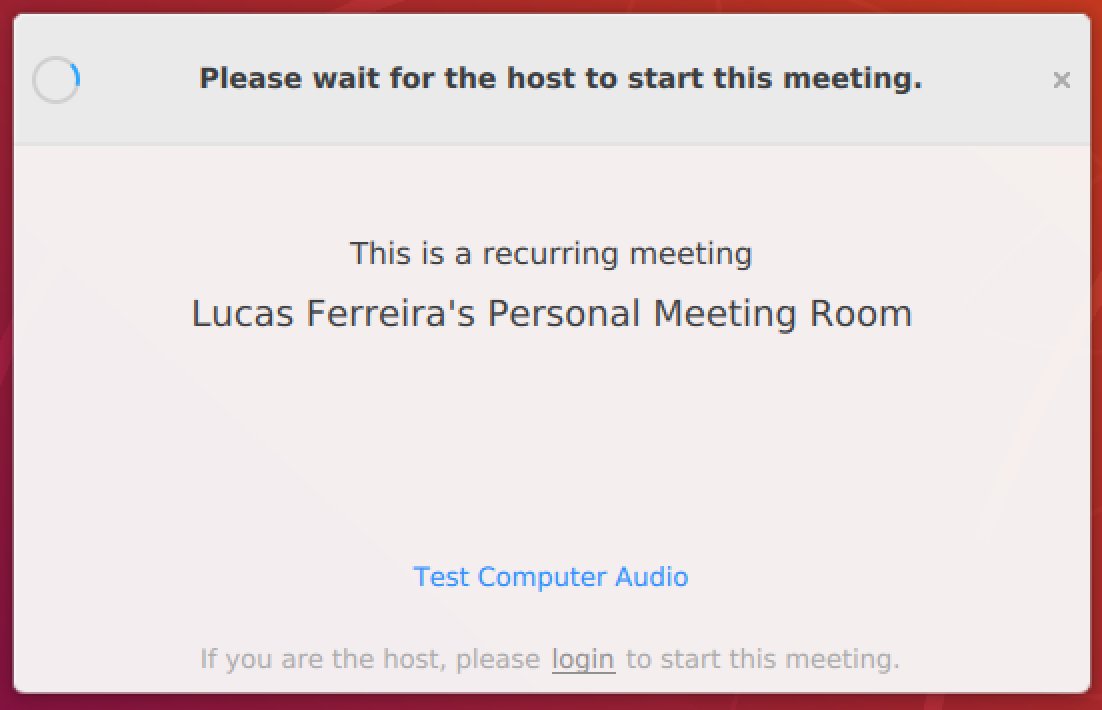 Please wait for the host to start this meeting.
This is a recurring meeting
Lucas Ferreira's Personal Meeting Room
Test Computer Audio
If you are the host, please login to start this meeting.